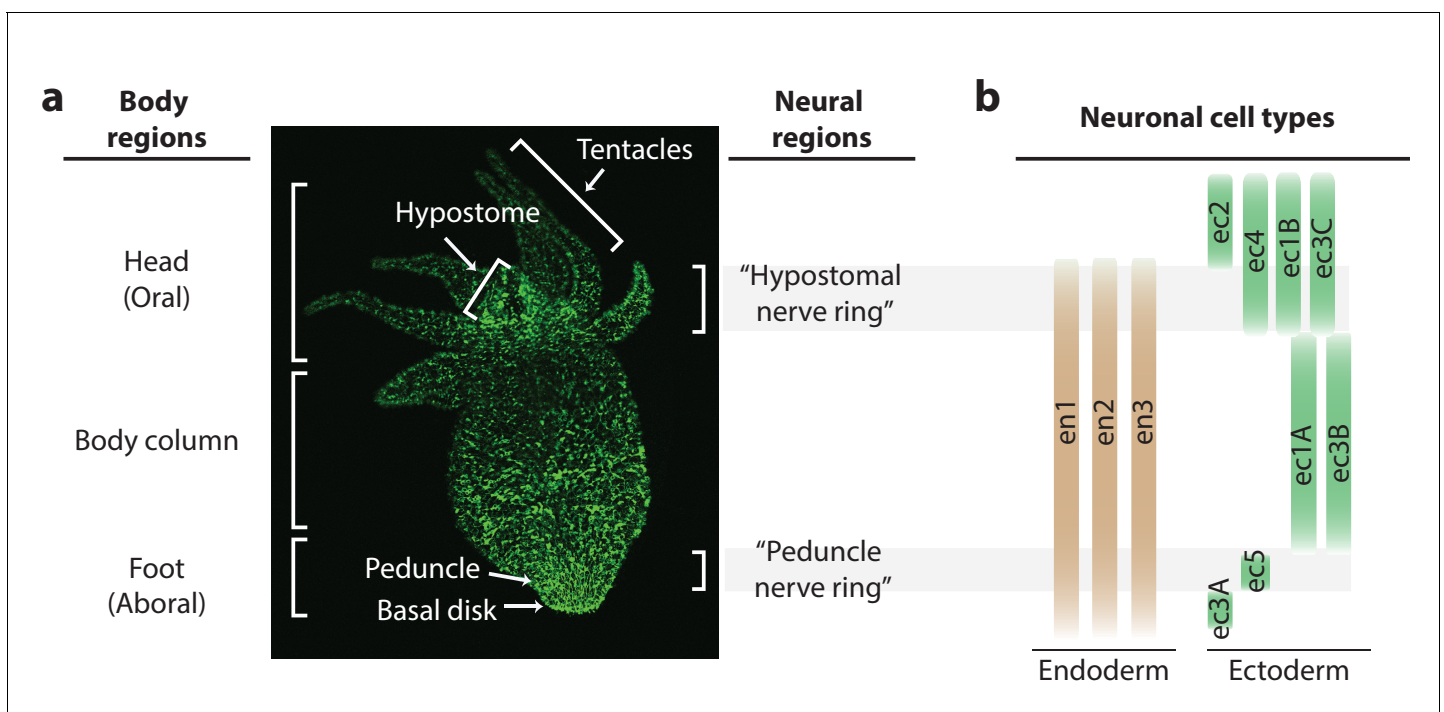 a
Body
regions
Neural
regions
b
Neuronal cell types
Tentacles
Hypostome
Head
(Oral)
"Hypostomal
nerve ring"
Body column
Peduncle
Basal disk
Foot
(Aboral)
"Peduncle
nerve ring"
en1
en2
en3
ec2
ec4
ec1B
ec3C
ec1A
ec3B
ec5
ec3A
Endoderm
Ectoderm